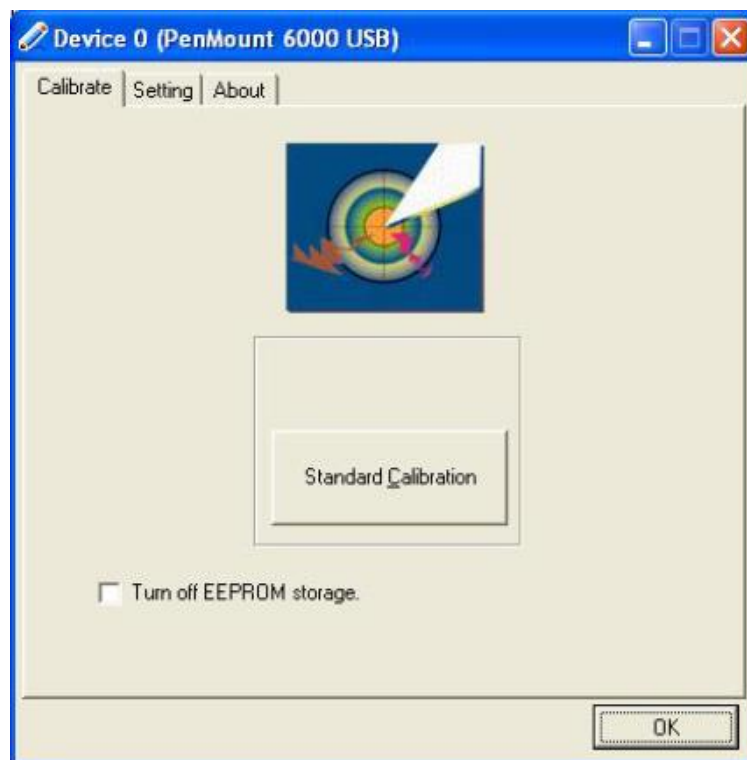 Device 0 (PenMount 6000 USB)
Calibrate Setting About
Standard Calibration
Turn off EEPROM storage.
OK